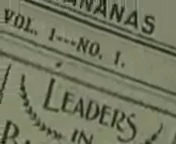 ANANAS
VOL. 1---NO. 1.
LEADERS
IN